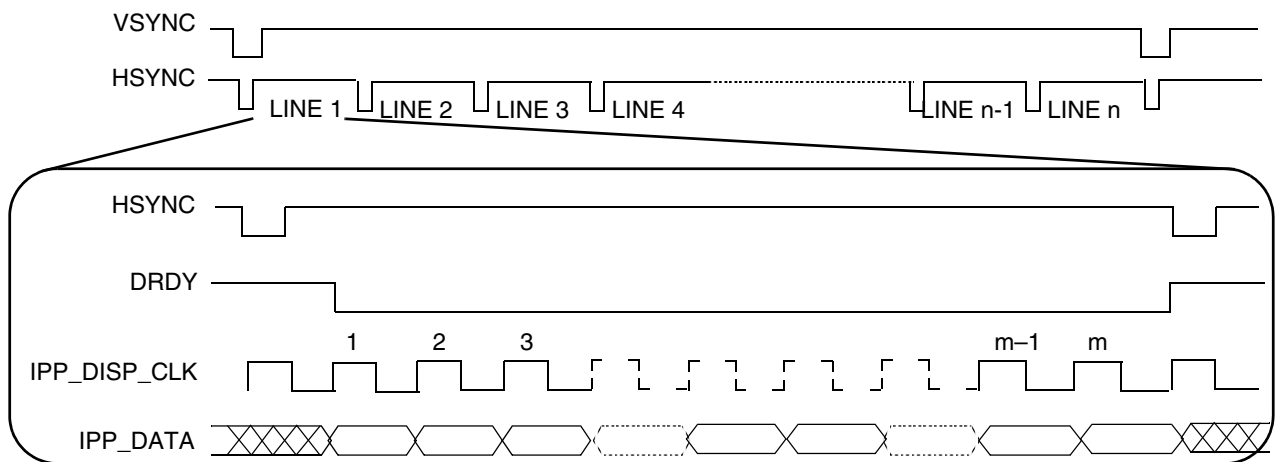 VSYNC
HSYNC
LINE 1 LINE 2 LINE 3 LINE 4 LINE n-1 LINE n
HSYNC
DRDY
1 2 3 m–1 m
IPP_DISP_CLK
IPP_DATA